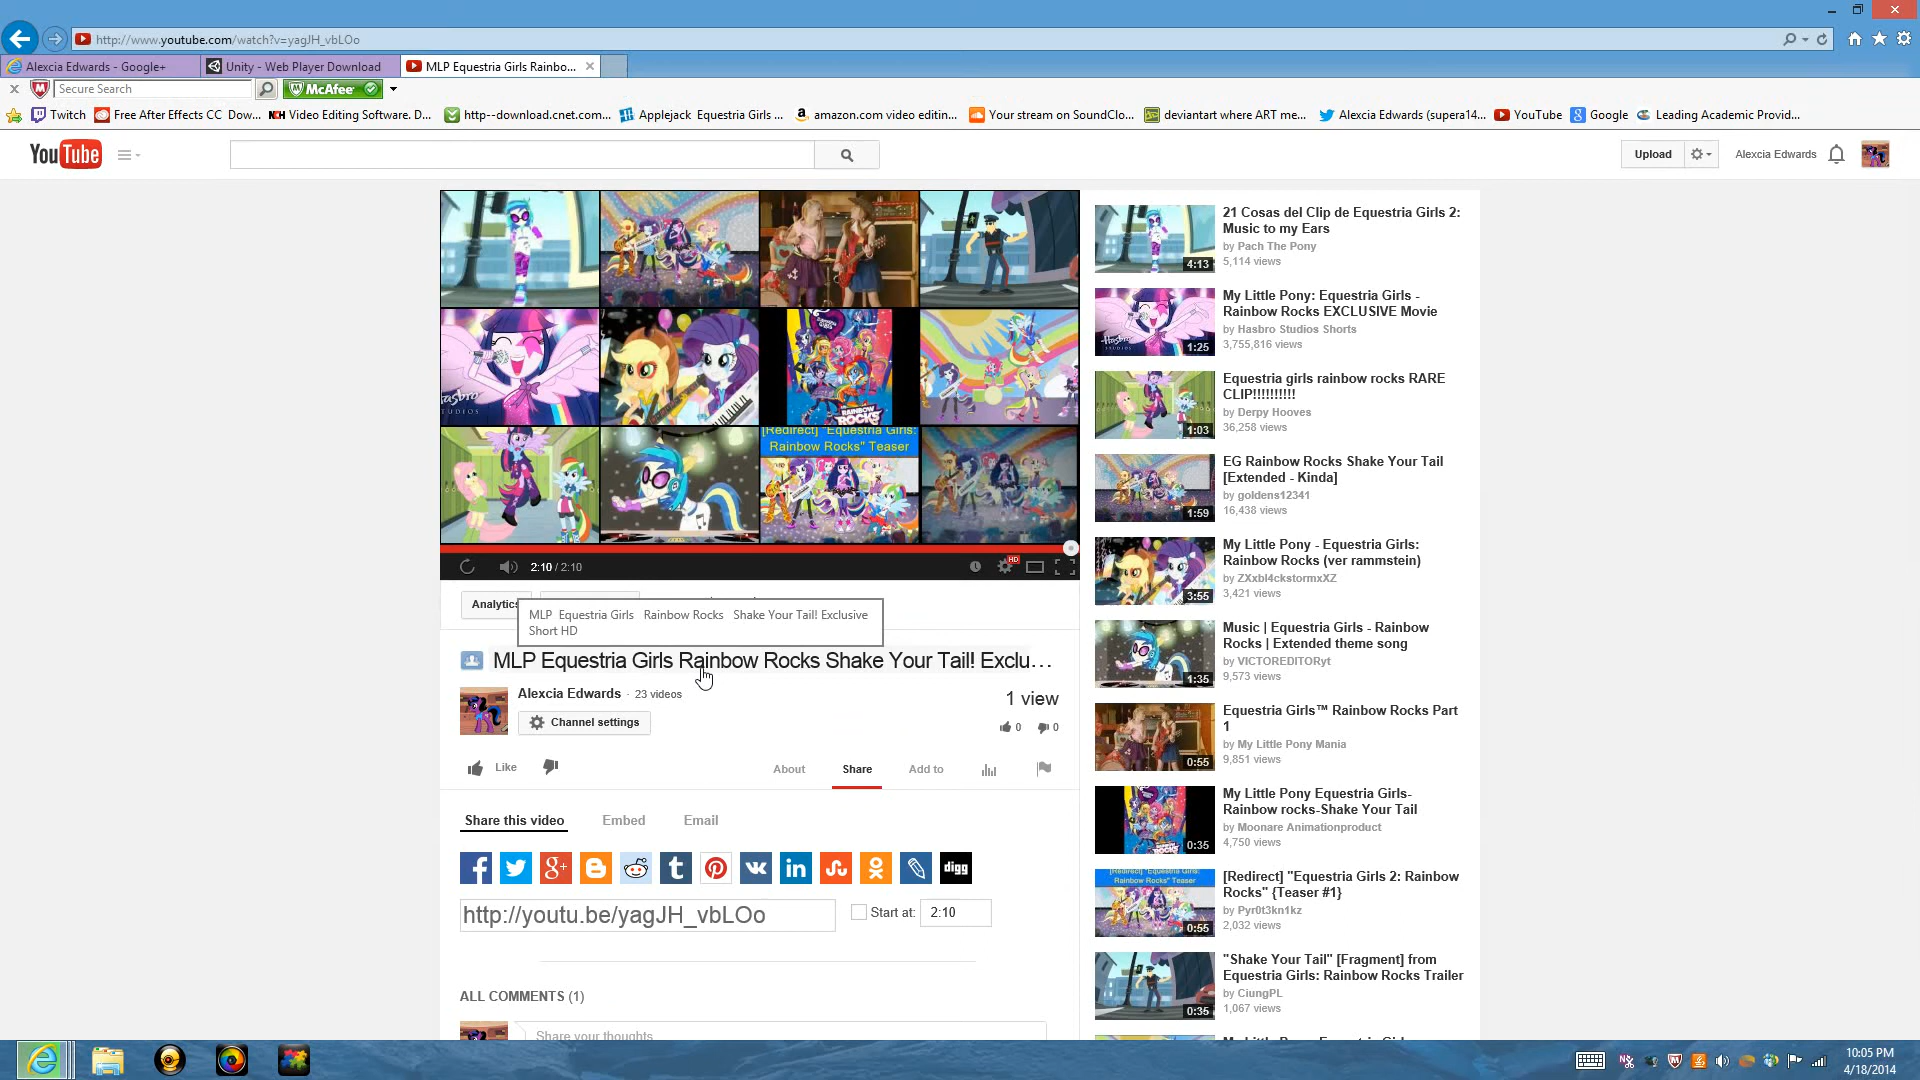 http://www.youtube.com/watch?v=yagJH_vbLOo
Alexcia Edwards - Google+
Unity - Web Player Download
MLP Equestria Girls Rainbo...
Secure Search
McAfee
Twitch
Free After Effects CC Dow...
Video Editing Software. D...
http--download.cnet.com...
Applejack Equestria Girls ...
amazon.com video editin...
Your stream on SoundClo...
deviantart where ART me...
Alexcia Edwards (supera14...
YouTube
Google
Leading Academic Provid...
YouTube
Upload
Alexcia Edwards
Hasbro
STUDIOS
RAINBOW
ROCKS
[Redirect] "Equestria Girls:
Rainbow Rocks" Teaser
2:10 / 2:10
HD
Analytics
MLP Equestria Girls Rainbow Rocks Shake Your Tail! Exclusive
Short HD
MLP Equestria Girls Rainbow Rocks Shake Your Tail! Exclu...
Alexcia Edwards · 23 videos
Channel settings
1 view
0
0
Like
About
Share
Add to
Share this video
Embed
Email
digg
http://youtu.be/yagJH_vbLOo
Start at:
2:10
ALL COMMENTS (1)
Share your thoughts
21 Cosas del Clip de Equestria Girls 2:
Music to my Ears
by Pach The Pony
5,114 views
4:13
My Little Pony: Equestria Girls -
Rainbow Rocks EXCLUSIVE Movie
by Hasbro Studios Shorts
3,755,816 views
1:25
Equestria girls rainbow rocks RARE
CLIP!!!!!!!!!!
by Derpy Hooves
36,258 views
1:03
EG Rainbow Rocks Shake Your Tail
[Extended - Kinda]
by goldens12341
16,438 views
1:59
My Little Pony - Equestria Girls:
Rainbow Rocks (ver rammstein)
by ZXxbl4ckstormxXZ
3,421 views
3:55
Music | Equestria Girls - Rainbow
Rocks | Extended theme song
by VICTOREDITORyt
9,573 views
1:35
Equestria Girls™ Rainbow Rocks Part
1
by My Little Pony Mania
9,851 views
0:55
My Little Pony Equestria Girls-
Rainbow rocks-Shake Your Tail
by Moonare Animationproduct
4,750 views
0:35
[Redirect] "Equestria Girls 2: Rainbow
Rocks" {Teaser #1}
by Pyr0t3kn1kz
2,032 views
0:55
"Shake Your Tail" [Fragment] from
Equestria Girls: Rainbow Rocks Trailer
by CiungPL
1,067 views
0:35
10:05 PM
4/18/2014